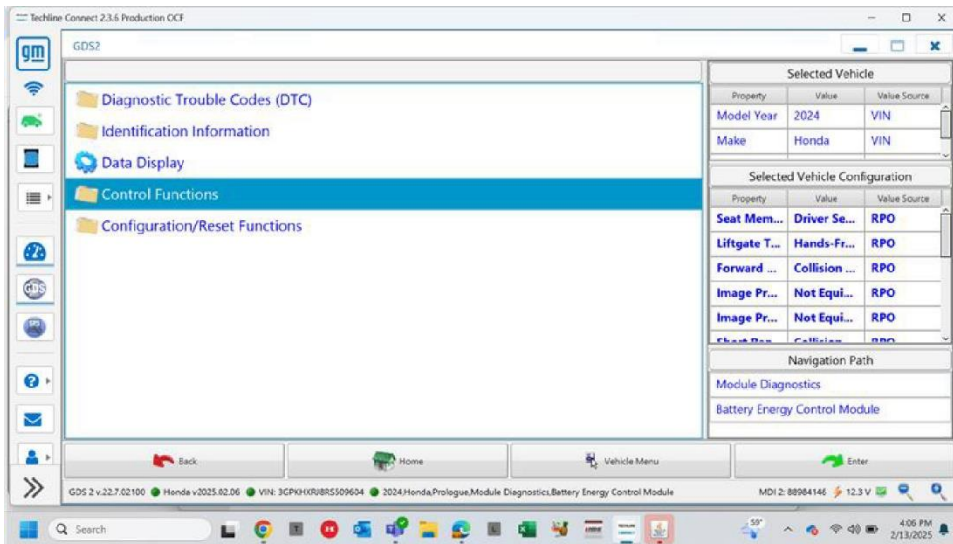 Techline Connect 2.3.6 Production OCF
gm
GDS2
Diagnostic Trouble Codes (DTC)
Identification Information
Data Display
Control Functions
Configuration/Reset Functions
Selected Vehicle
Property Value Value Source
Model Year 2024 VIN
Make Honda VIN
Selected Vehicle Configuration
Property Value Value Source
Seat Mem... Driver Se... RPO
Liftgate T... Hands-Fr... RPO
Forward ... Collision ... RPO
Image Pr... Not Equi... RPO
Image Pr... Not Equi... RPO
Navigation Path
Module Diagnostics
Battery Energy Control Module
Back Home Vehicle Menu Enter
GDS 2 v.22.7.02100 Honda v2025.02.06 VIN: 3GPKHXRJ8RS509604 2024,Honda,Prologue,Module Diagnostics,Battery Energy Control Module MDI 2: 88984146 12.3 V
Search
59°
4:06 PM
2/13/2025